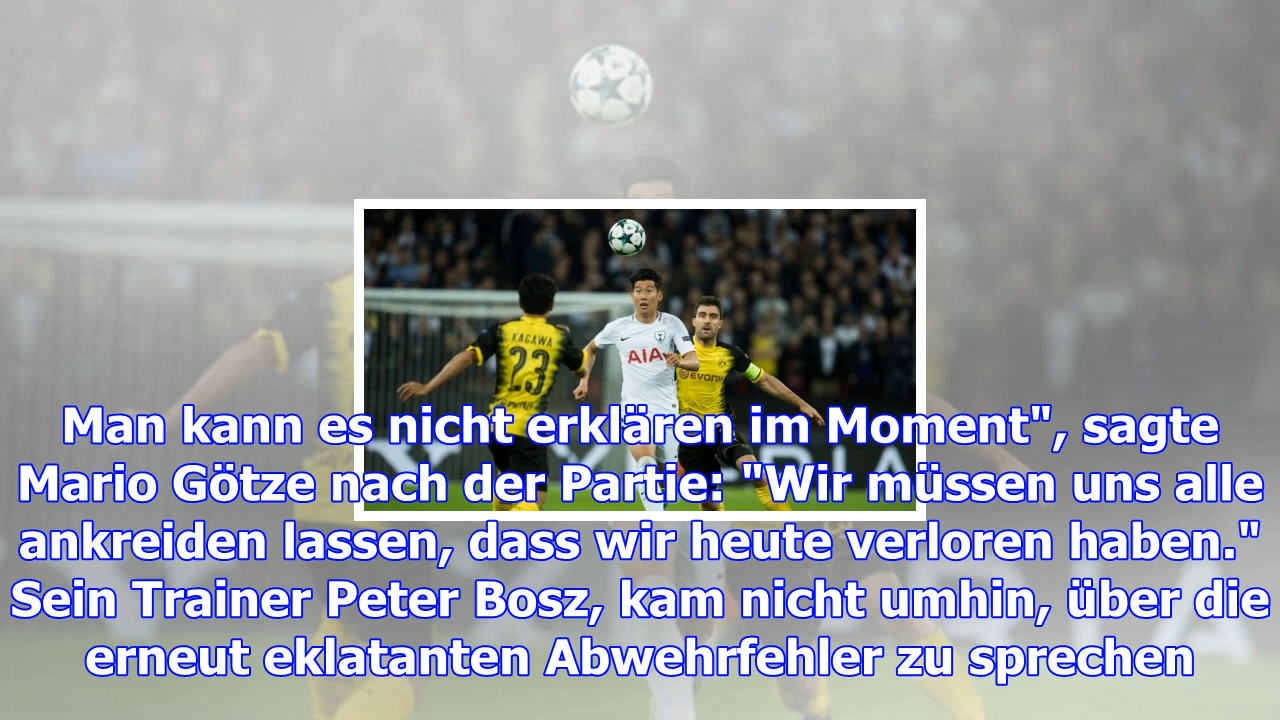 KAGAWA
23
AIA
EVONIK
Man kann es nicht erklären im Moment", sagte
Mario Götze nach der Partie: "Wir müssen uns alle
ankreiden lassen, dass wir heute verloren haben."
Sein Trainer Peter Bosz, kam nicht umhin, über die
erneut eklatanten Abwehrfehler zu sprechen